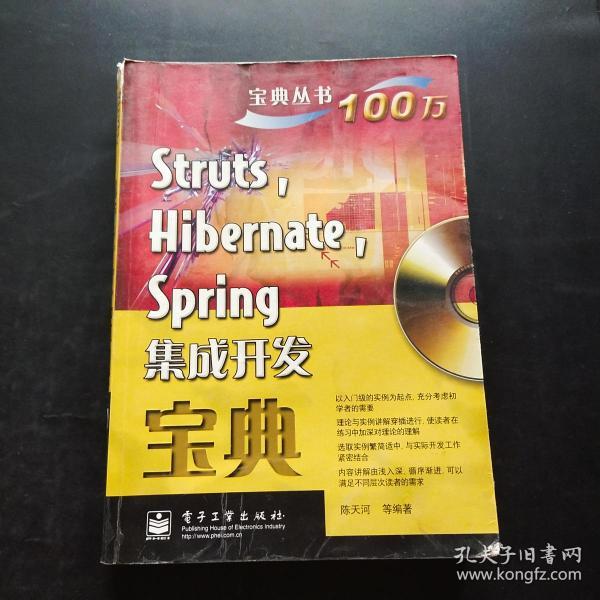 宝典丛书
100万
Struts,
Hibernate,
Spring
集成开发
宝典
以入门级的实例为起点，充分考虑初
学者的需要
理论与实例讲解穿插进行，使读者在
练习中加深对理论的理解
选取实例繁简适中，与实际开发工作
紧密结合
内容讲解由浅入深，循序渐进，可以
满足不同层次读者的需求
陈天河 等编著
PHEI
電子工業出版社
Publishing House of Electronics Industry
http://www.phei.com.cn
孔夫子旧书网
www.kongfz.com